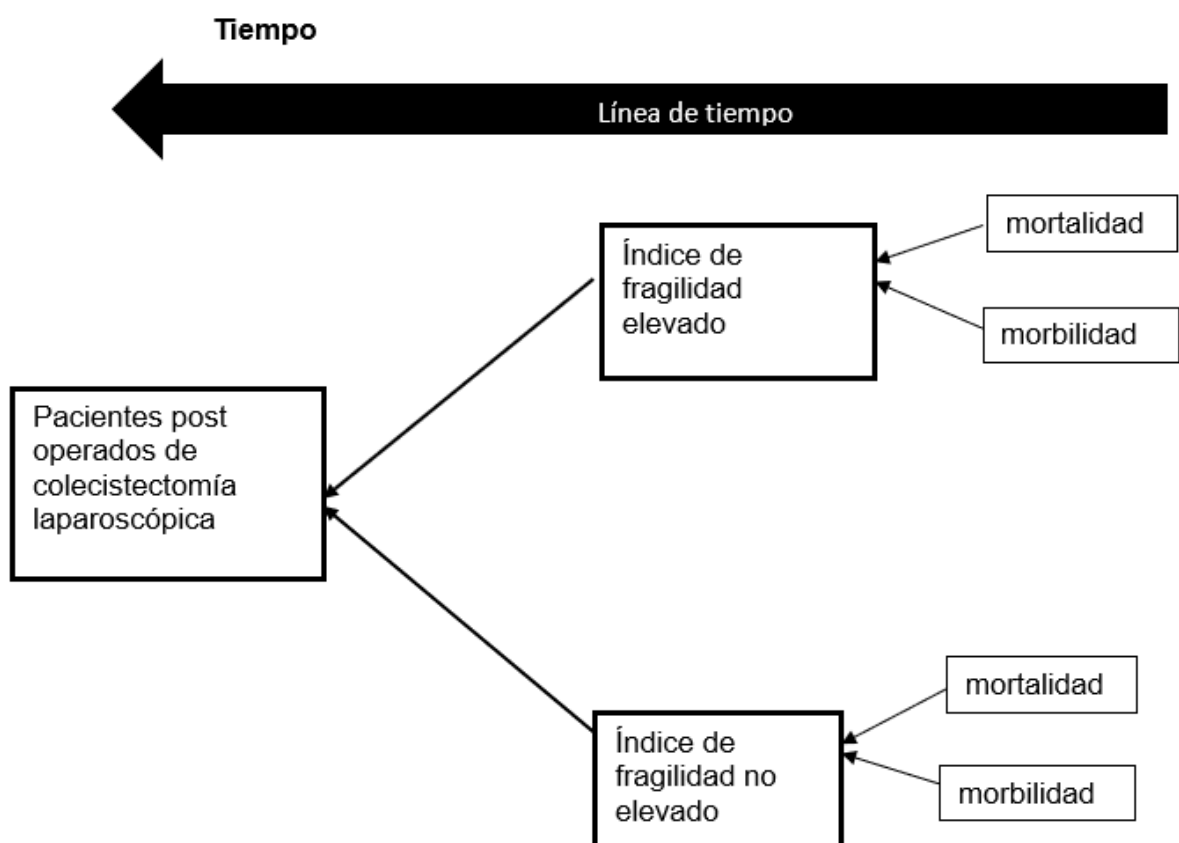 Tiempo
Línea de tiempo
mortalidad
Índice de
fragilidad
elevado
morbilidad
Pacientes post
operados de
colecistectomía
laparoscópica
mortalidad
Índice de
fragilidad no
elevado
morbilidad